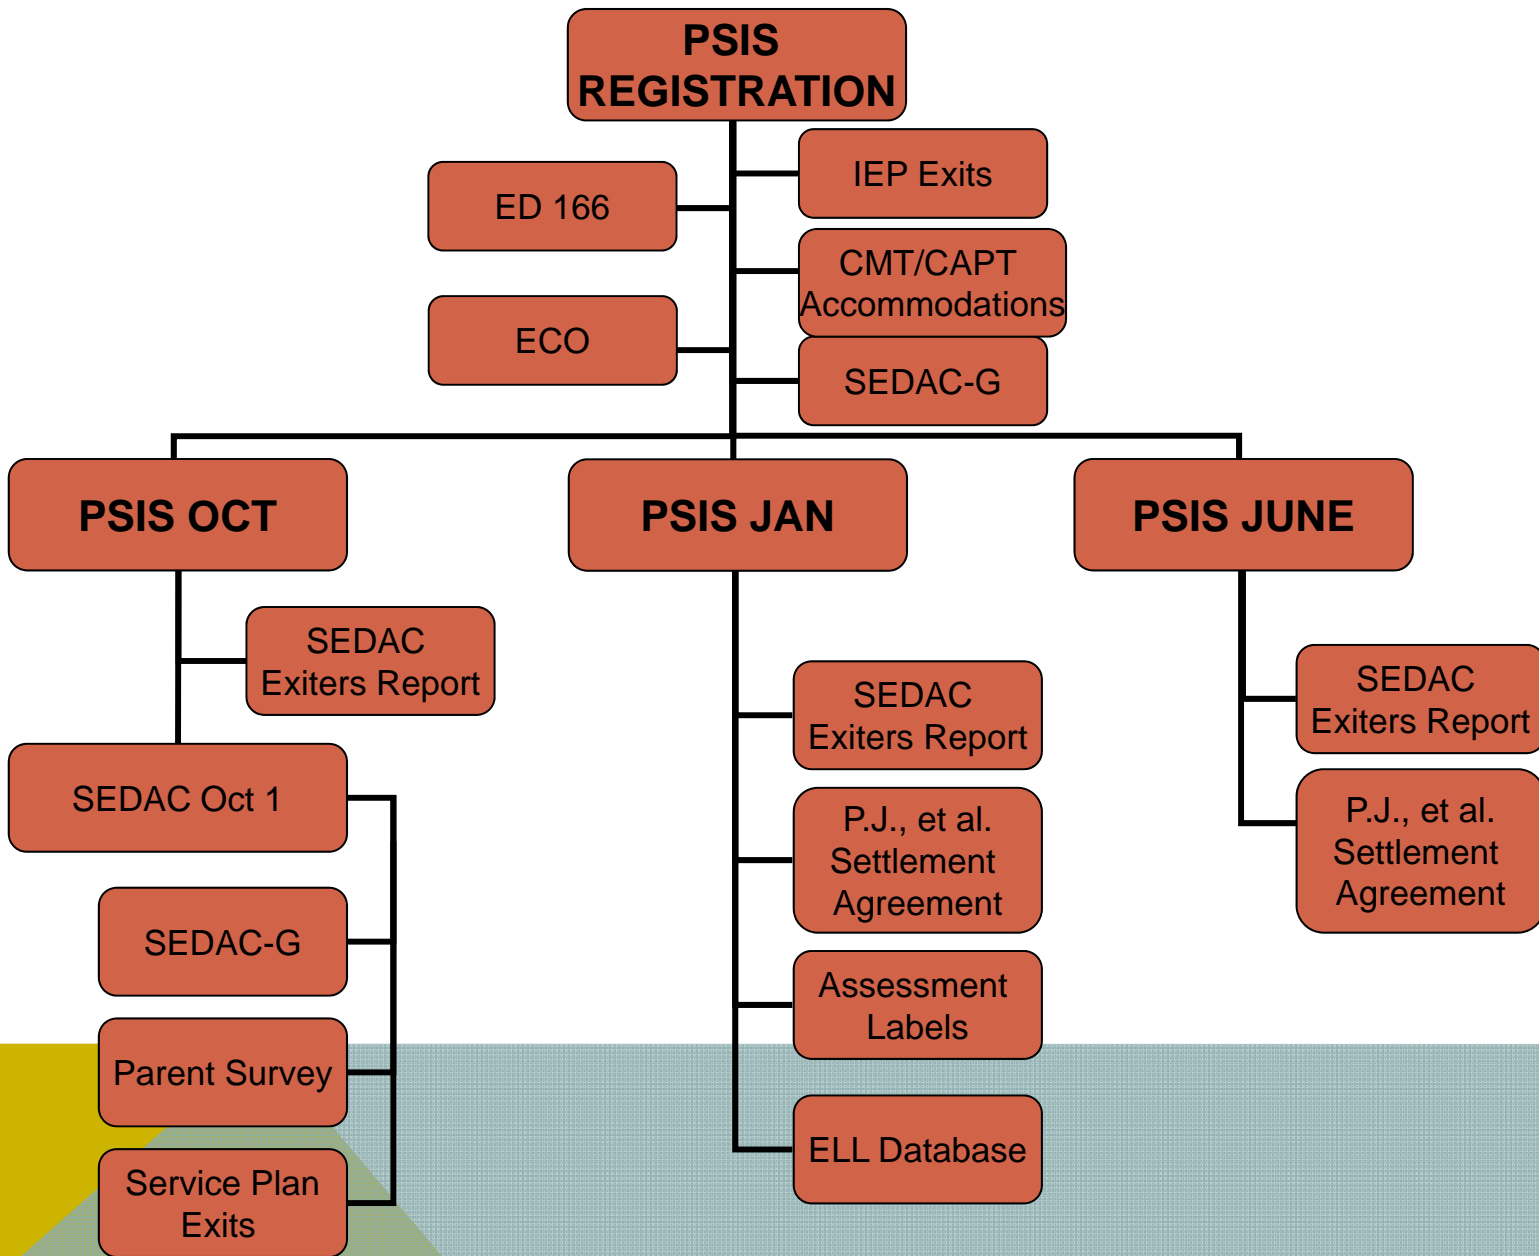 PSIS
REGISTRATION
IEP Exits
ED 166
CMT/CAPT
Accommodations
ECO
SEDAC-G
PSIS OCT
PSIS JAN
PSIS JUNE
SEDAC
Exiters Report
SEDAC Oct 1
SEDAC-G
Parent Survey
Service Plan
Exits
SEDAC
Exiters Report
P.J., et al.
Settlement
Agreement
Assessment
Labels
ELL Database
SEDAC
Exiters Report
P.J., et al.
Settlement
Agreement